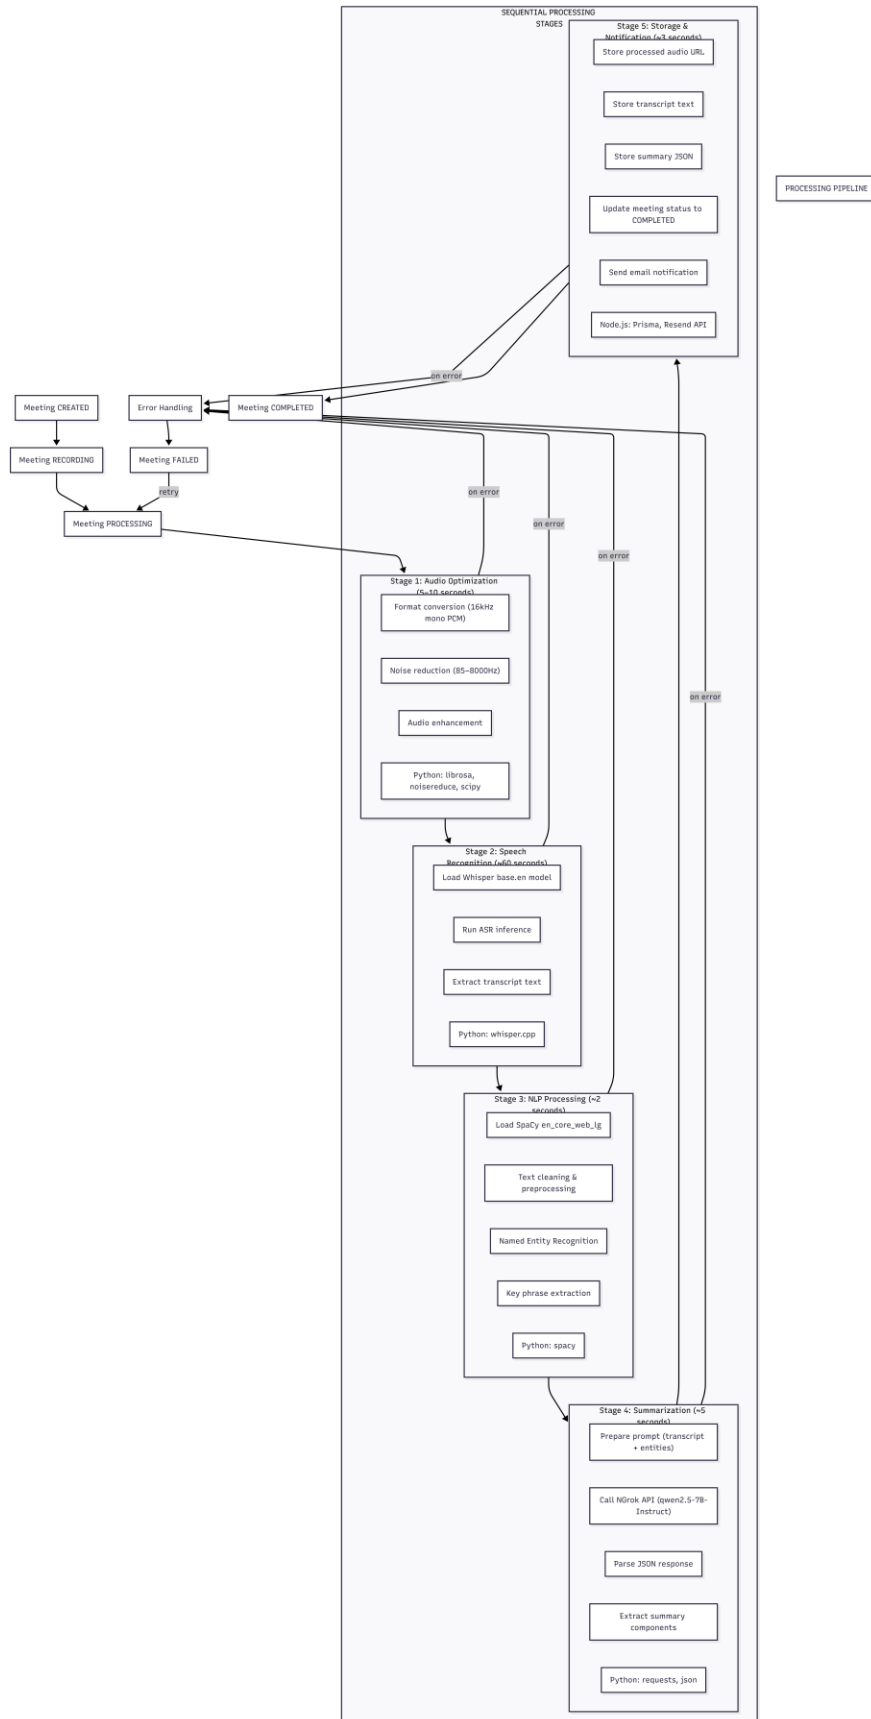 SEQUENTIAL PROCESSING
STAGES
Stage 5: Storage &
Notification (~3 seconds)
Store processed audio URL
Store transcript text
Store summary JSON
Update meeting status to
COMPLETED
Send email notification
Node.js: Prisma, Resend API
PROCESSING PIPELINE
on error
Meeting CREATED
Error Handling
Meeting COMPLETED
Meeting RECORDING
Meeting FAILED
retry
Meeting PROCESSING
on error
on error
on error
on error
Stage 1: Audio Optimization
(5–10 seconds)
Format conversion (16kHz
mono PCM)
Noise reduction (85–8000Hz)
Audio enhancement
Python: librosa,
noisereduce, scipy
Stage 2: Speech
Recognition (~60 seconds)
Load Whisper base.en model
Run ASR inference
Extract transcript text
Python: whisper.cpp
Stage 3: NLP Processing (~2
seconds)
Load SpaCy en_core_web_lg
Text cleaning &
preprocessing
Named Entity Recognition
Key phrase extraction
Python: spacy
Stage 4: Summarization (~5
seconds)
Prepare prompt (transcript
+ entities)
Call NGrok API (qwen2.5-7B-
Instruct)
Parse JSON response
Extract summary
components
Python: requests, json